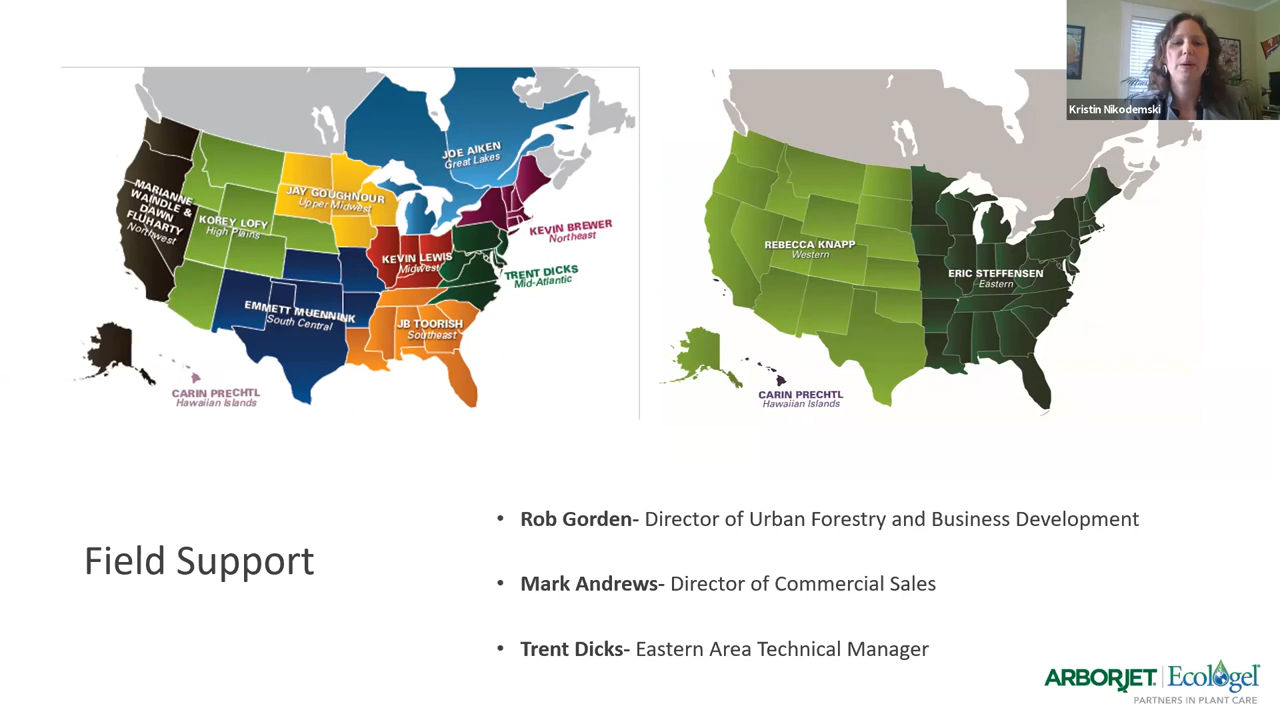 Kristin Nikodemski
JOE AIKEN
Great Lakes
JAY GOUGHNOUR
Upper Midwest
MARIANNE
WAINDLE &
DAWN
FLUHARTY
Northwest
KOREY LOFY
High Plains
KEVIN BREWER
Northeast
KEVIN LEWIS
Midwest
TRENT DICKS
Mid-Atlantic
EMMETT MUENNINK
South Central
JB TOORISH
Southeast
CARIN PRECHTL
Hawaiian Islands
REBECCA KNAPP
Western
ERIC STEFFENSEN
Eastern
CARIN PRECHTL
Hawaiian Islands
Field Support
• Rob Gorden- Director of Urban Forestry and Business Development
• Mark Andrews- Director of Commercial Sales
• Trent Dicks- Eastern Area Technical Manager
ARBORJET | Ecologel
PARTNERS IN PLANT CARE